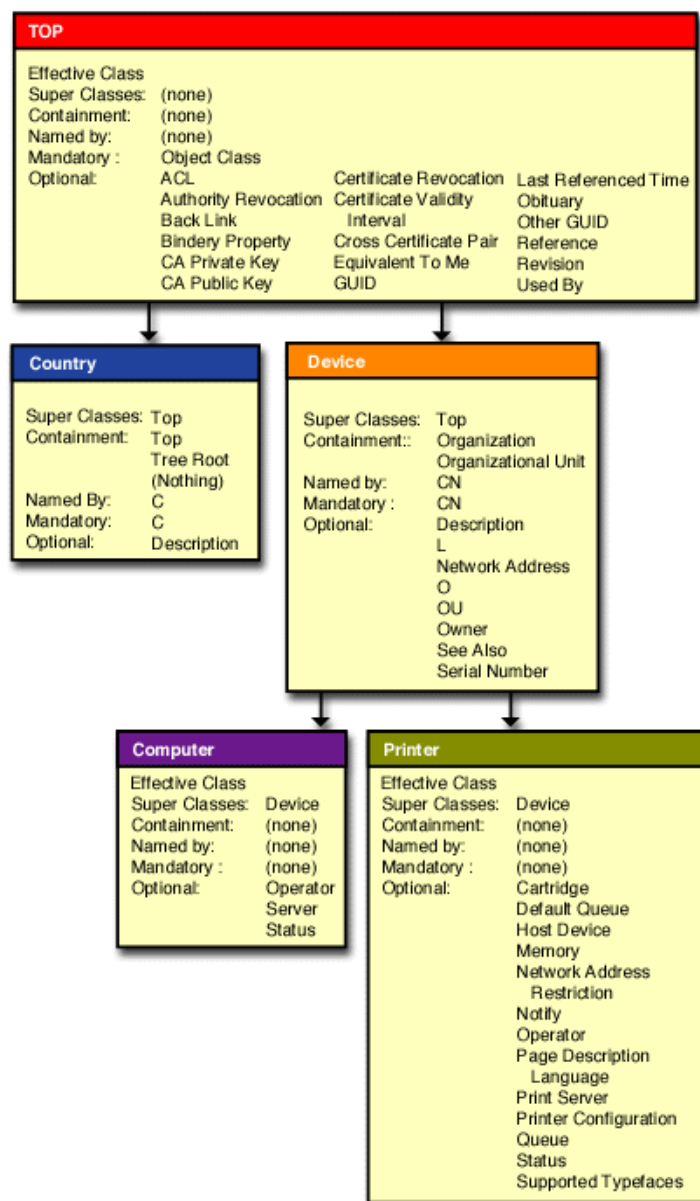 TOP
Effective Class
Super Classes: (none)
Containment: (none)
Named by: (none)
Mandatory : Object Class
Optional: ACL Certificate Revocation Last Referenced Time
Authority Revocation Certificate Validity Obituary
Back Link Interval Other GUID
Bindery Property Cross Certificate Pair Reference
CA Private Key Equivalent To Me Revision
CA Public Key GUID Used By
Country
Super Classes: Top
Containment: Top
Tree Root
(Nothing)
Named By: C
Mandatory: C
Optional: Description
Device
Super Classes: Top
Containment:: Organization
Organizational Unit
Named by: CN
Mandatory : CN
Optional: Description
L
Network Address
O
OU
Owner
See Also
Serial Number
Computer
Effective Class
Super Classes: Device
Containment: (none)
Named by: (none)
Mandatory : (none)
Optional: Operator
Server
Status
Printer
Effective Class
Super Classes: Device
Containment: (none)
Named by: (none)
Mandatory : (none)
Optional: Cartridge
Default Queue
Host Device
Memory
Network Address
Restriction
Notify
Operator
Page Description
Language
Print Server
Printer Configuration
Queue
Status
Supported Typefaces